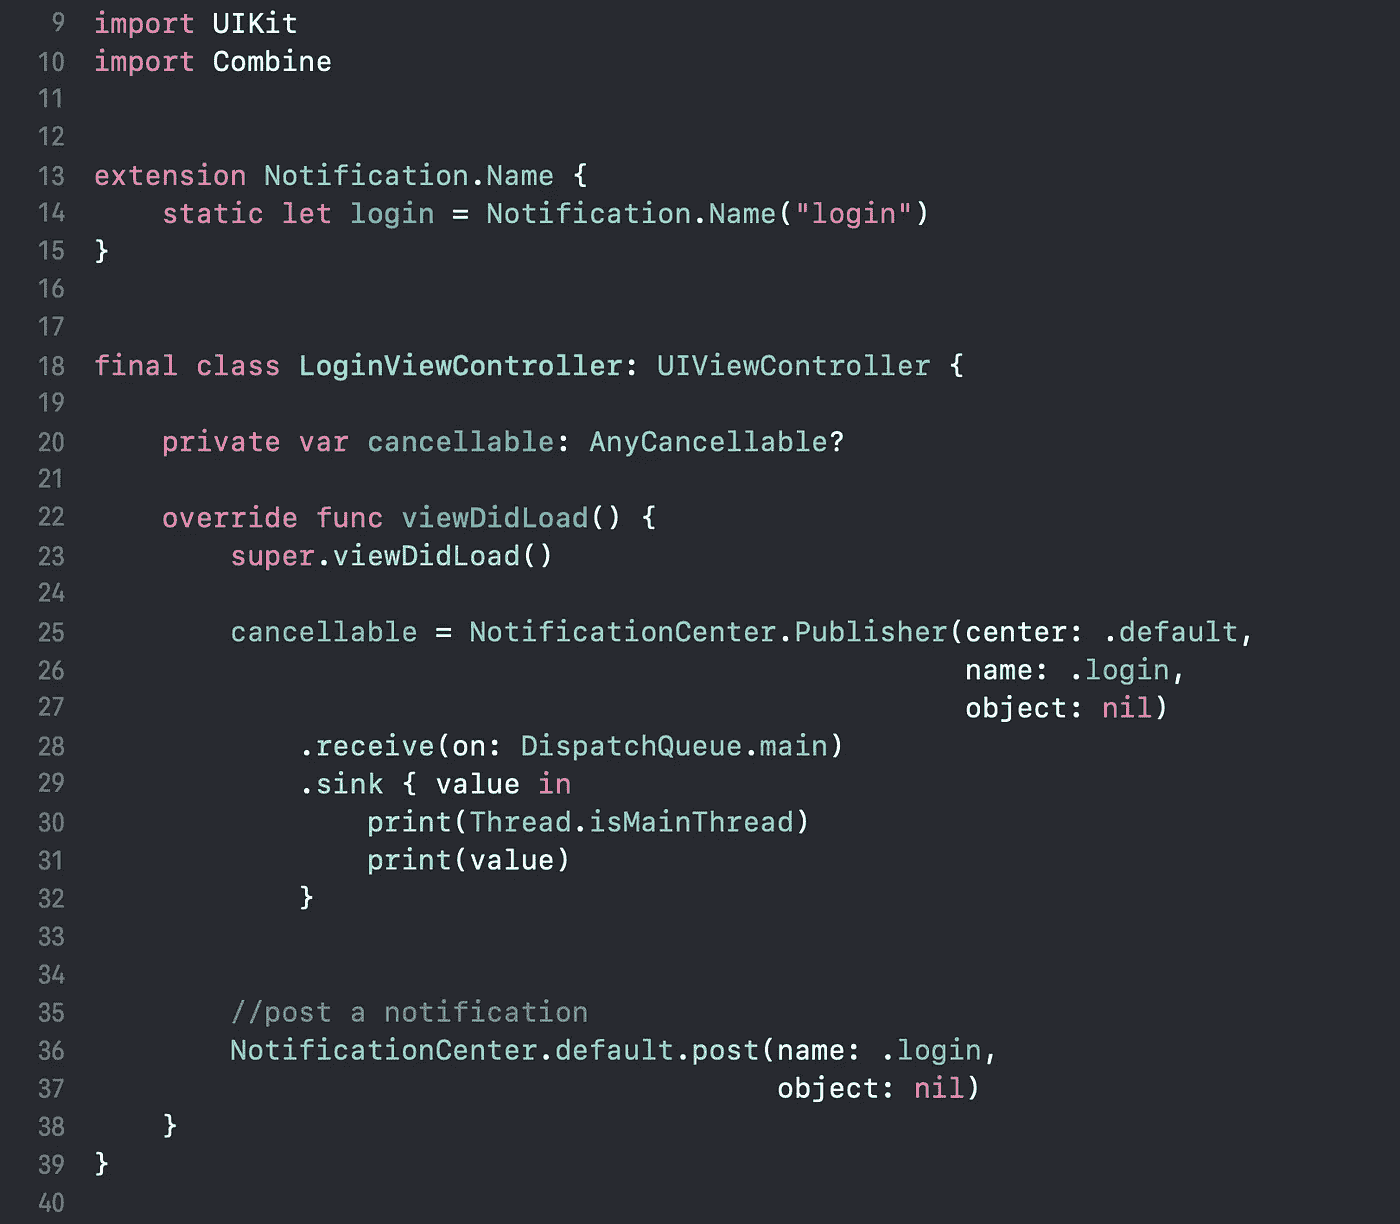 9 import UIKit
10 import Combine
11
12
13 extension Notification.Name {
14     static let login = Notification.Name("login")
15 }
16
17
18 final class LoginViewController: UIViewController {
19
20     private var cancellable: AnyCancellable?
21
22     override func viewDidLoad() {
23         super.viewDidLoad()
24
25         cancellable = NotificationCenter.Publisher(center: .default,
26                                                    name: .login,
27                                                    object: nil)
28             .receive(on: DispatchQueue.main)
29             .sink { value in
30                 print(Thread.isMainThread)
31                 print(value)
32             }
33
34
35         //post a notification
36         NotificationCenter.default.post(name: .login,
37                                         object: nil)
38     }
39 }
40